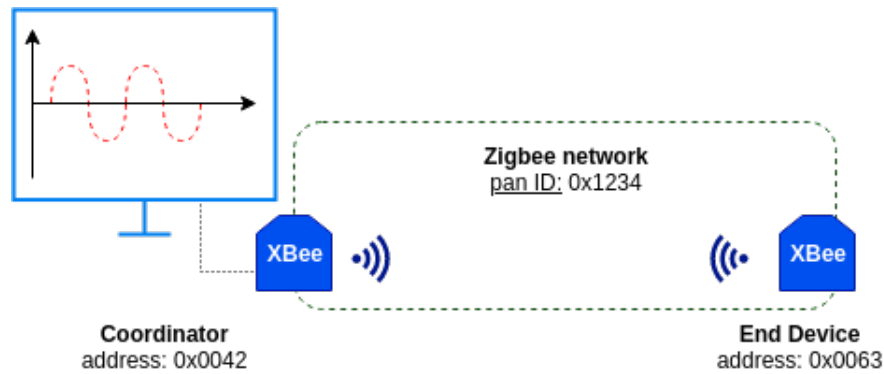 Zigbee network
pan ID: 0x1234
XBee
XBee
Coordinator
address: 0x0042
End Device
address: 0x0063